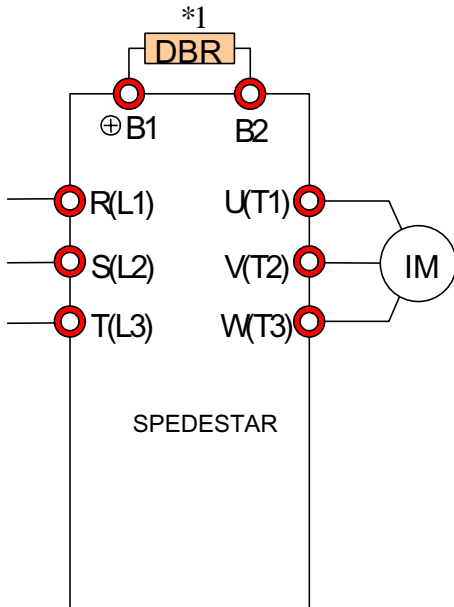 *1
DBR
⊕ B1
B2
R(L1)
U(T1)
S(L2)
V(T2)
IM
T(L3)
W(T3)
SPEDESTAR